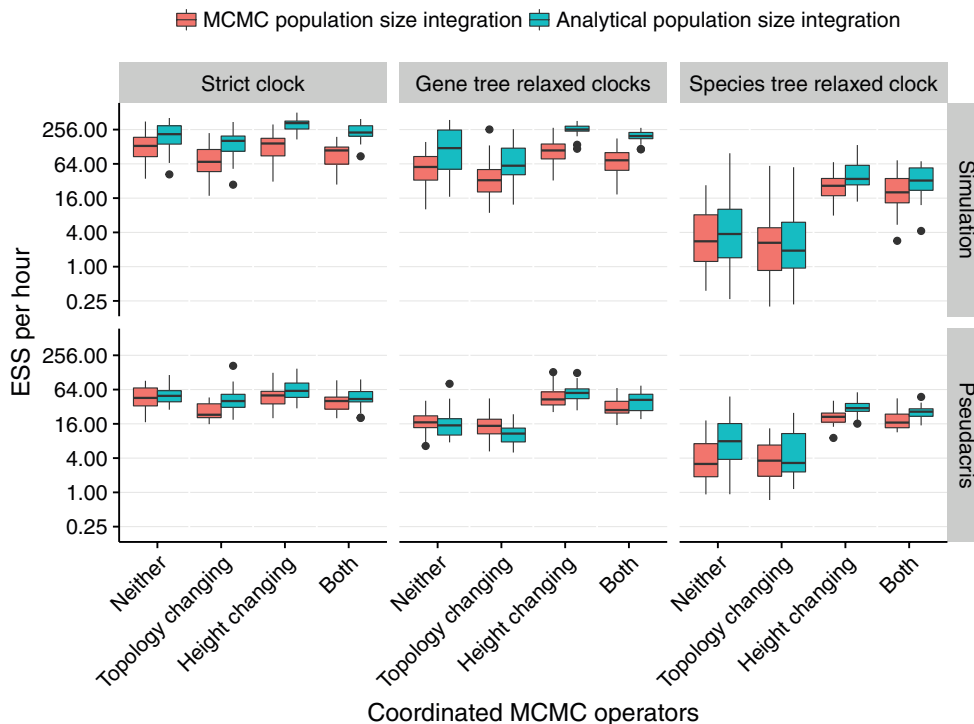 MCMC population size integration Analytical population size integration
Strict clock Gene tree relaxed clocks Species tree relaxed clock
ESS per hour
256.00
64.00
16.00
4.00
1.00
0.25
Simulation
256.00
64.00
16.00
4.00
1.00
0.25
Pseudacris
Neither Topology changing Height changing Both Neither Topology changing Height changing Both Neither Topology changing Height changing Both
Coordinated MCMC operators